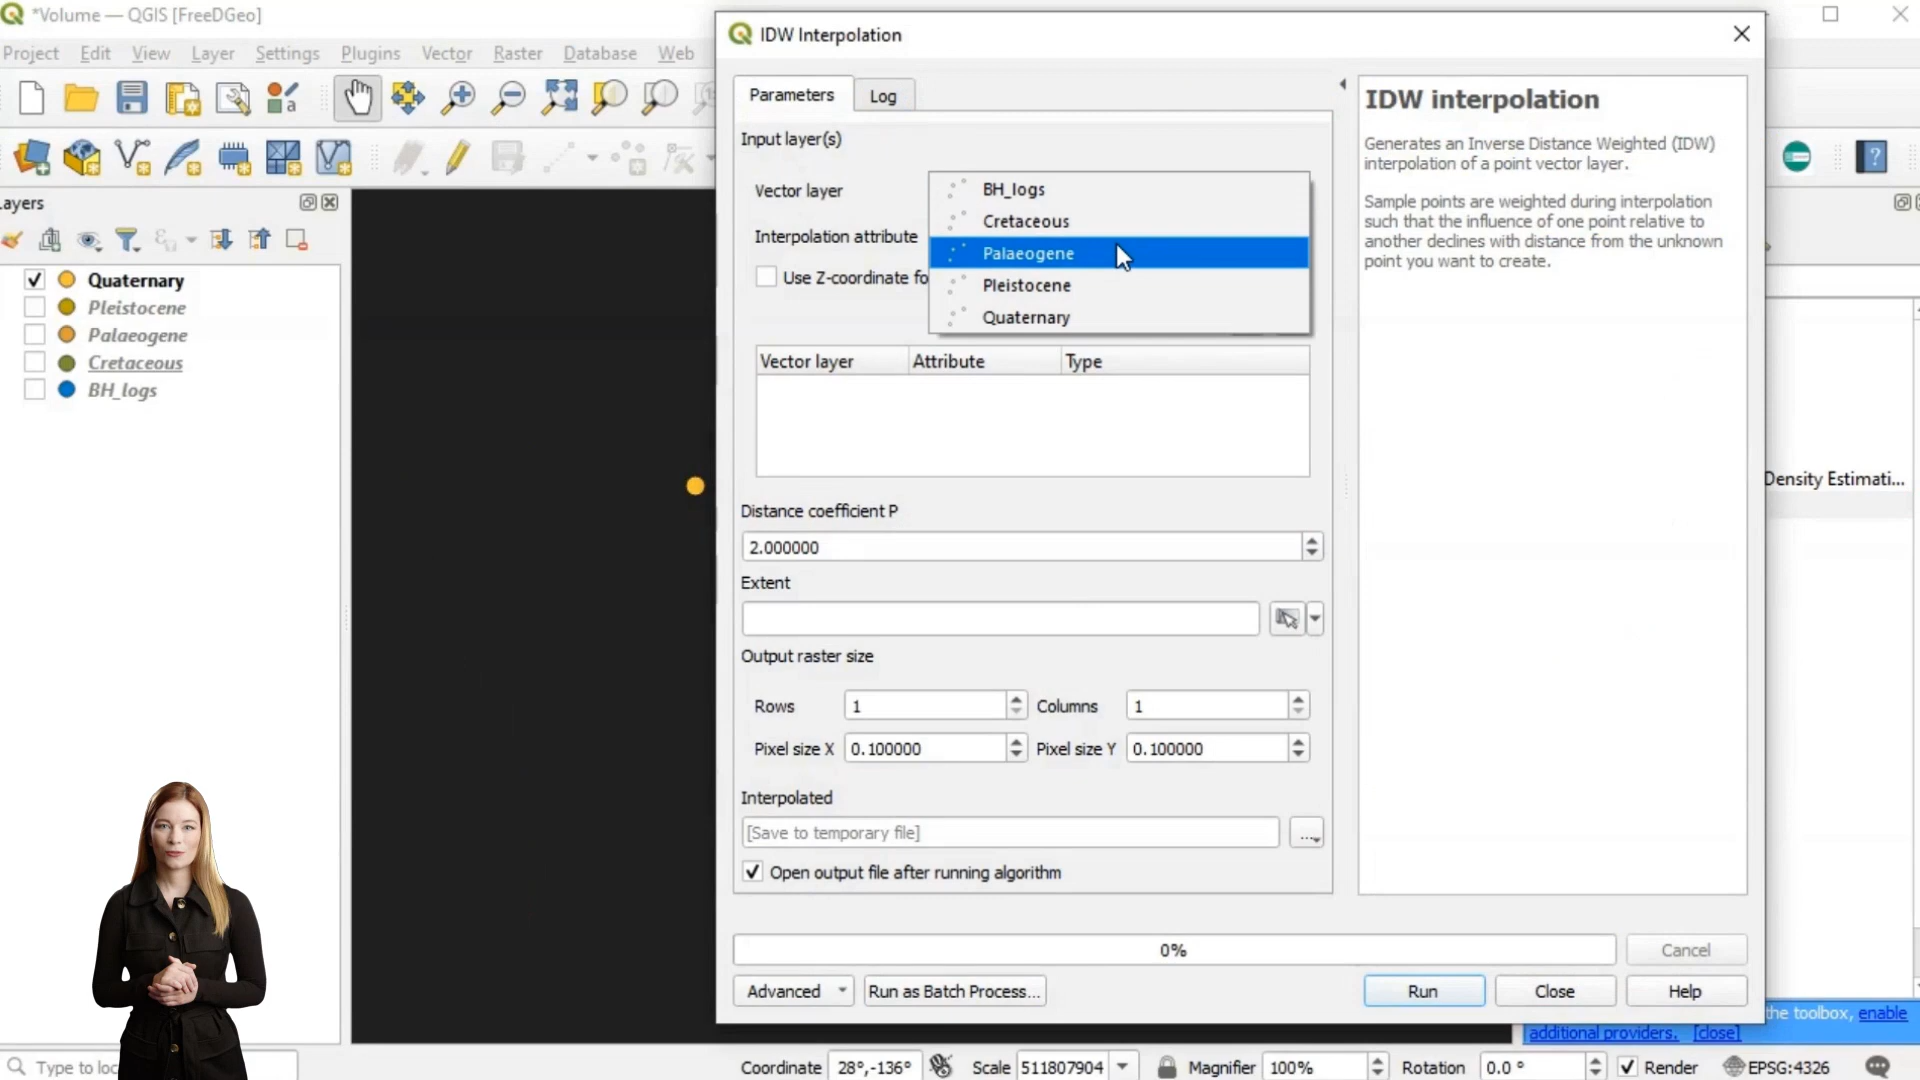 *Volume — QGIS [FreeDGeo]
Project Edit View Layer Settings Plugins Vector Raster Database Web
Layers
Quaternary
Pleistocene
Palaeogene
Cretaceous
BH_logs
IDW Interpolation
Parameters
Log
Input layer(s)
Vector layer
BH_logs
Cretaceous
Palaeogene
Pleistocene
Quaternary
Interpolation attribute
Use Z-coordinate fo
Vector layer Attribute Type
Distance coefficient P
2.000000
Extent
Output raster size
Rows 1 Columns 1
Pixel size X 0.100000 Pixel size Y 0.100000
Interpolated
[Save to temporary file]
...
Open output file after running algorithm
0%
Cancel
Advanced Run as Batch Process... Run Close Help
IDW interpolation
Generates an Inverse Distance Weighted (IDW)
interpolation of a point vector layer.
Sample points are weighted during interpolation
such that the influence of one point relative to
another declines with distance from the unknown
point you want to create.
Density Estimati...
the toolbox, enable
additional providers. [close]
Type to loc
Coordinate 28°,-136° Scale 511807904 Magnifier 100% Rotation 0.0 ° Render EPSG:4326